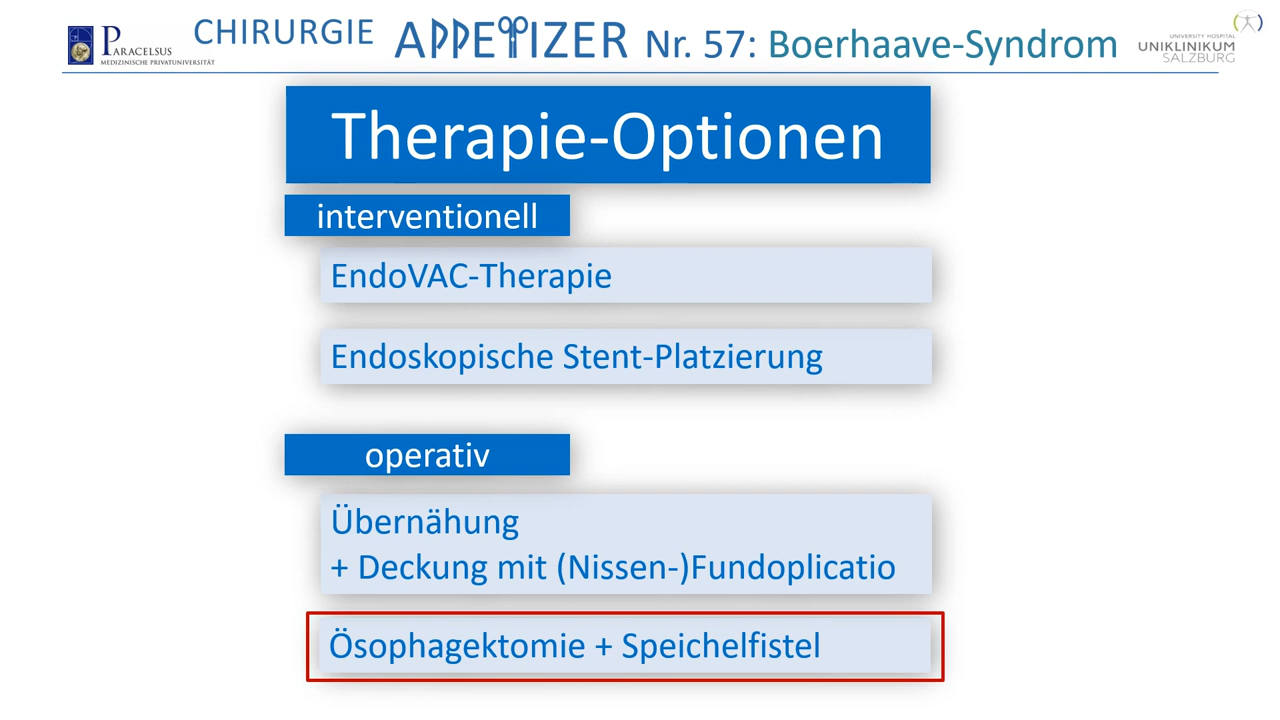 PARACELSUS
MEDIZINISCHE PRIVATUNIVERSITÄT
CHIRURGIE APPETIZER Nr. 57: Boerhaave-Syndrom
UNIVERSITY HOSPITAL
UNIKLINIKUM
SALZBURG
Therapie-Optionen
interventionell
EndoVAC-Therapie
Endoskopische Stent-Platzierung
operativ
Übernähung
+ Deckung mit (Nissen-)Fundoplicatio
Ösophagektomie + Speichelfistel